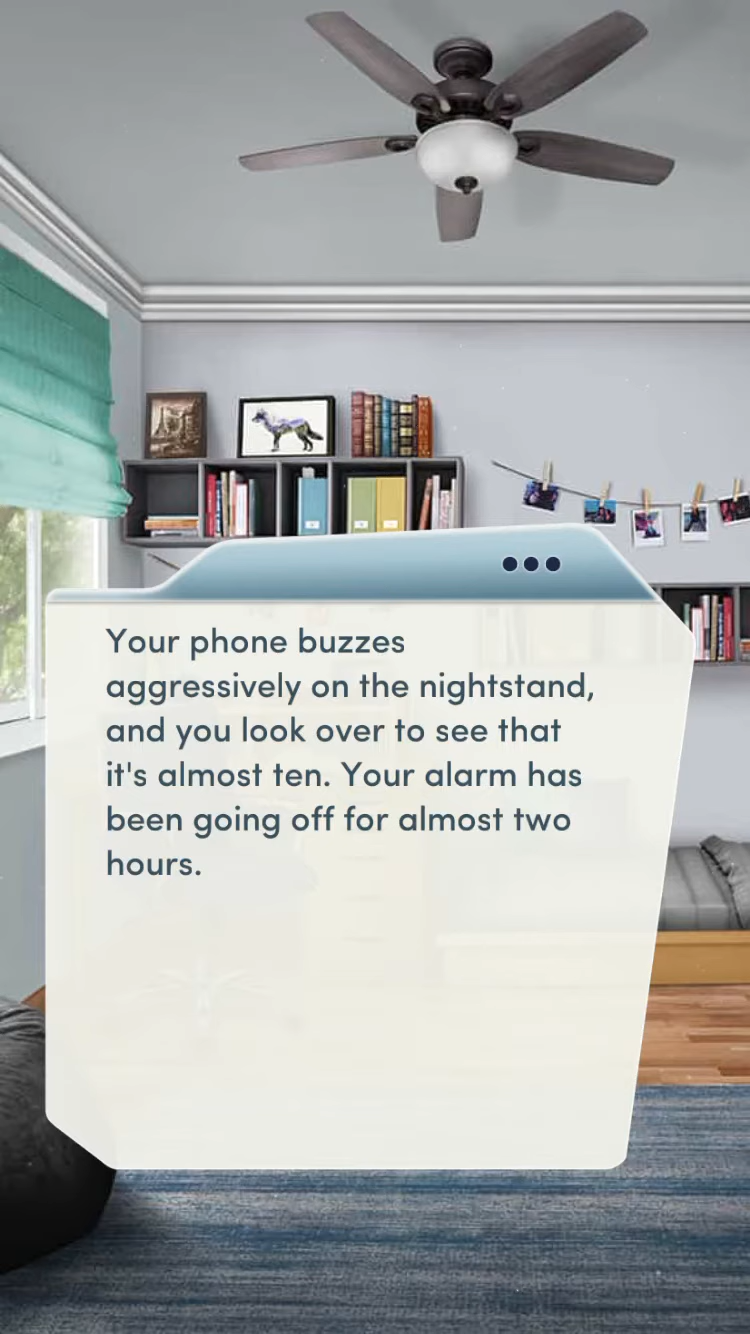 Your phone buzzes
aggressively on the nightstand,
and you look over to see that
it's almost ten. Your alarm has
been going off for almost two
hours.